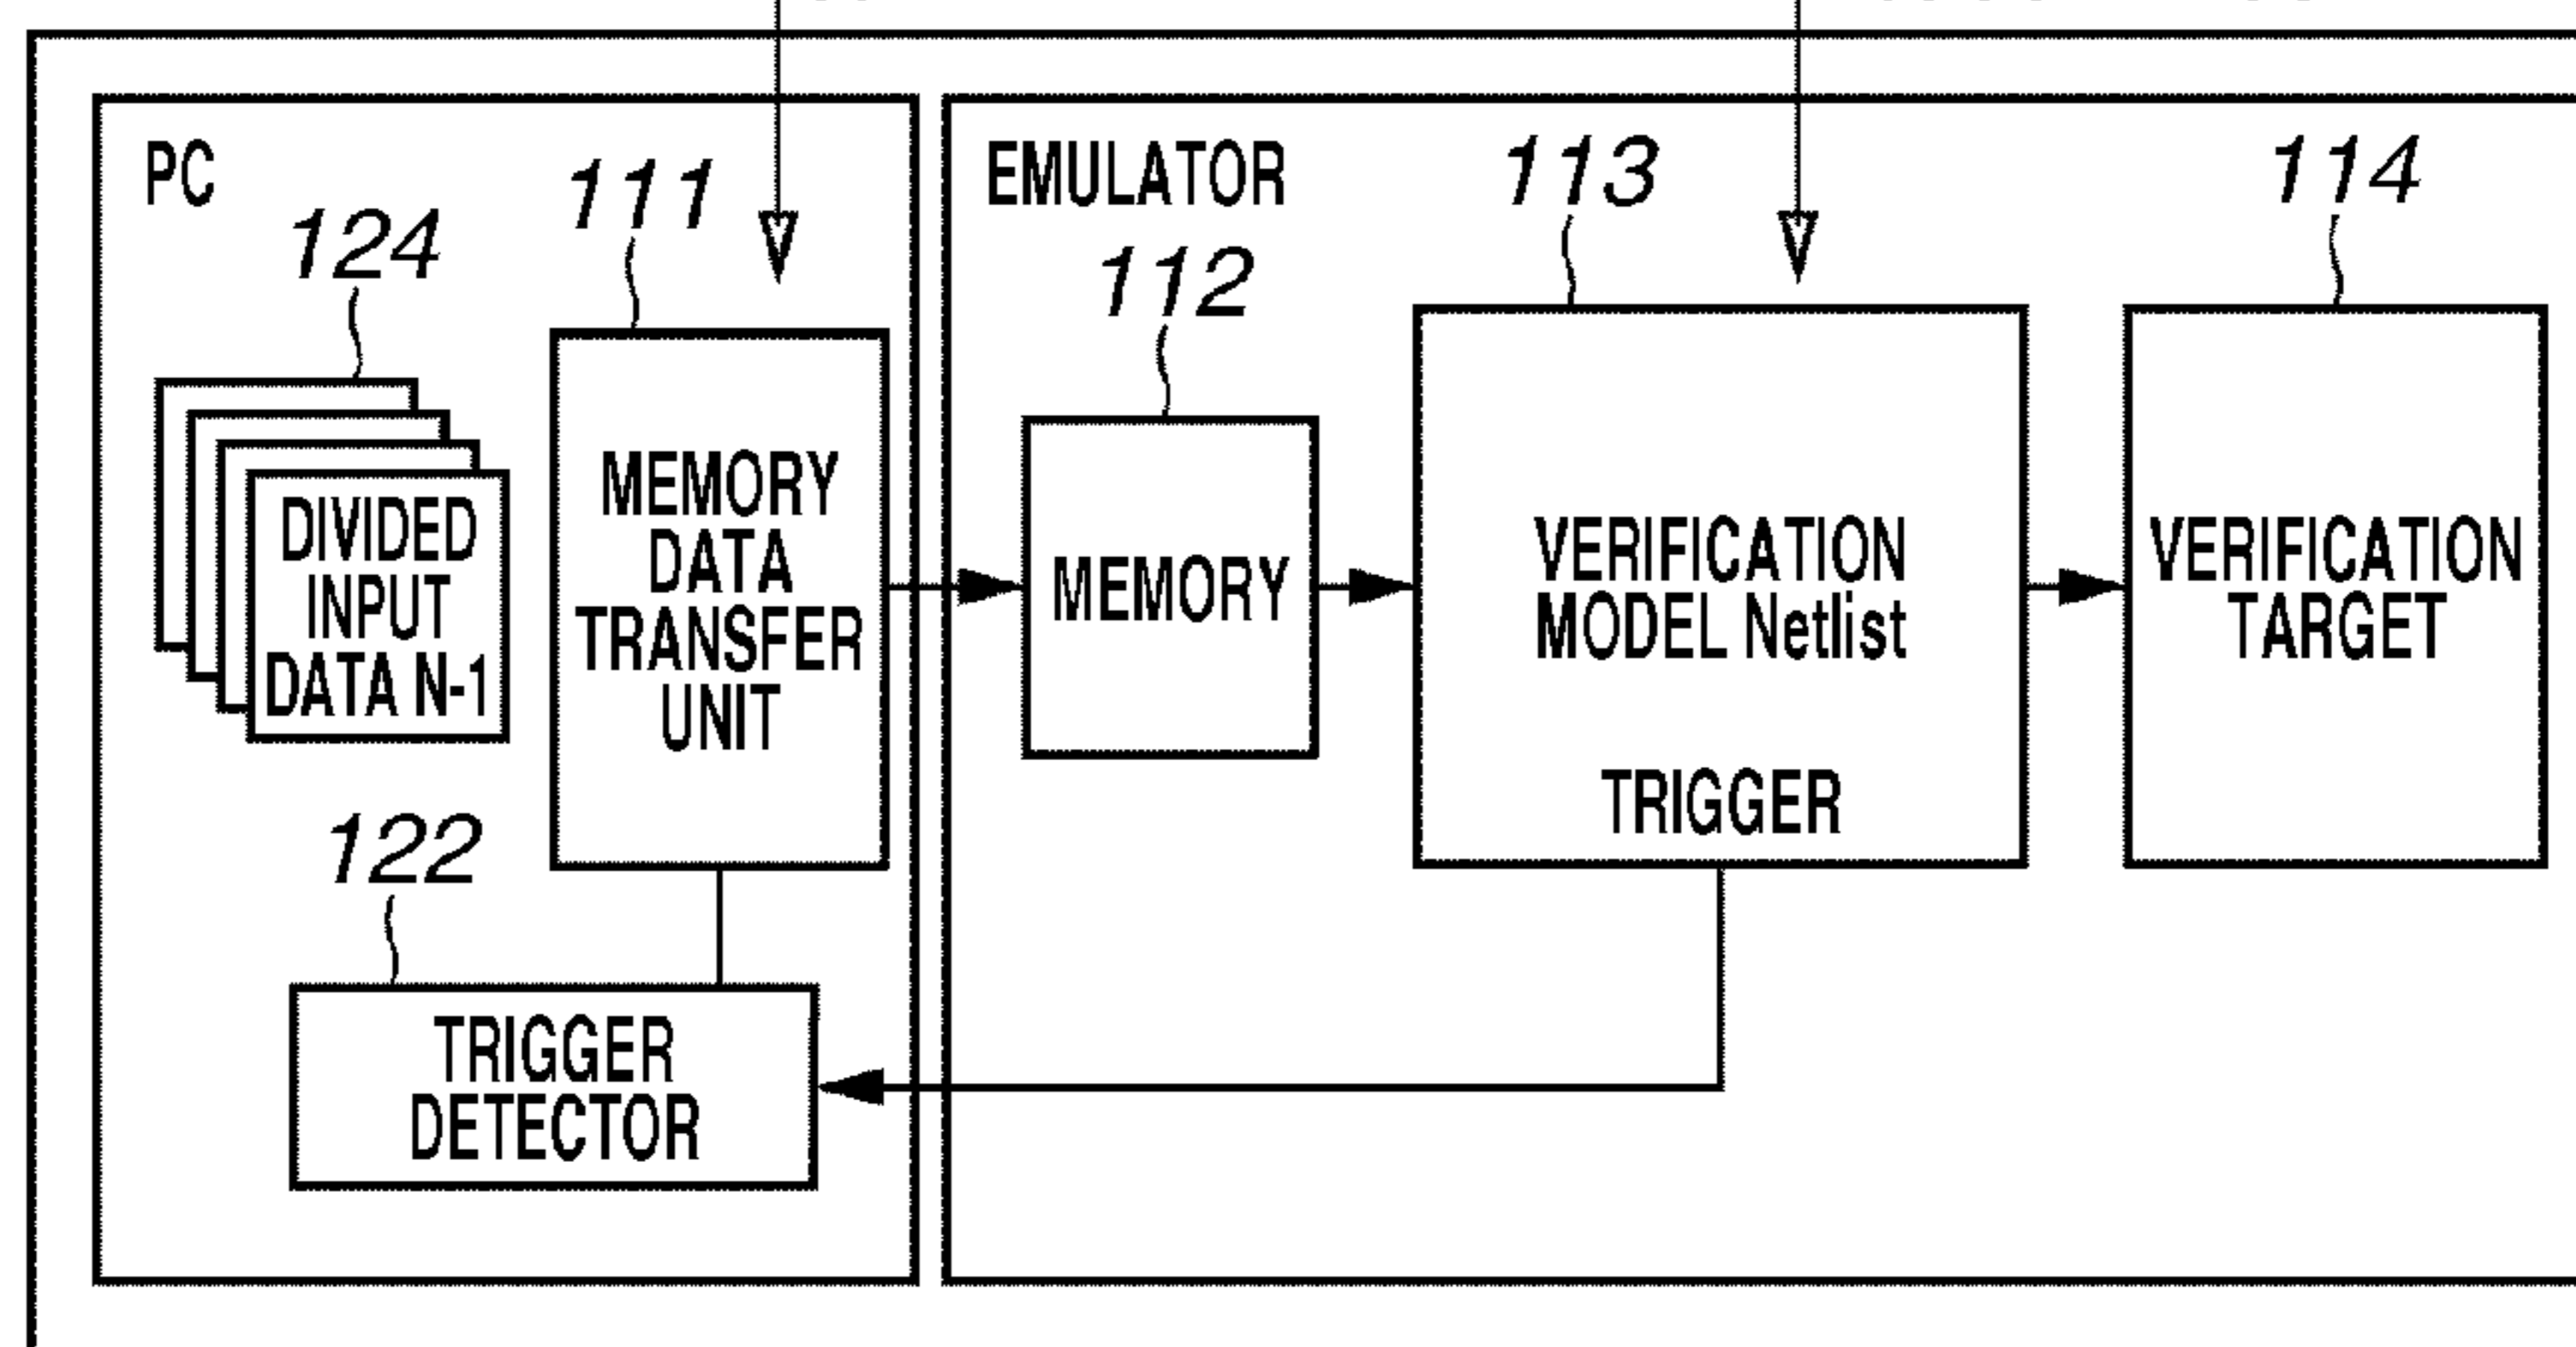 PC
124
111
DIVIDED
INPUT
DATA N-1
MEMORY
DATA
TRANSFER
UNIT
122
TRIGGER
DETECTOR
EMULATOR
112
MEMORY
113
VERIFICATION
MODEL Netlist
TRIGGER
114
VERIFICATION
TARGET